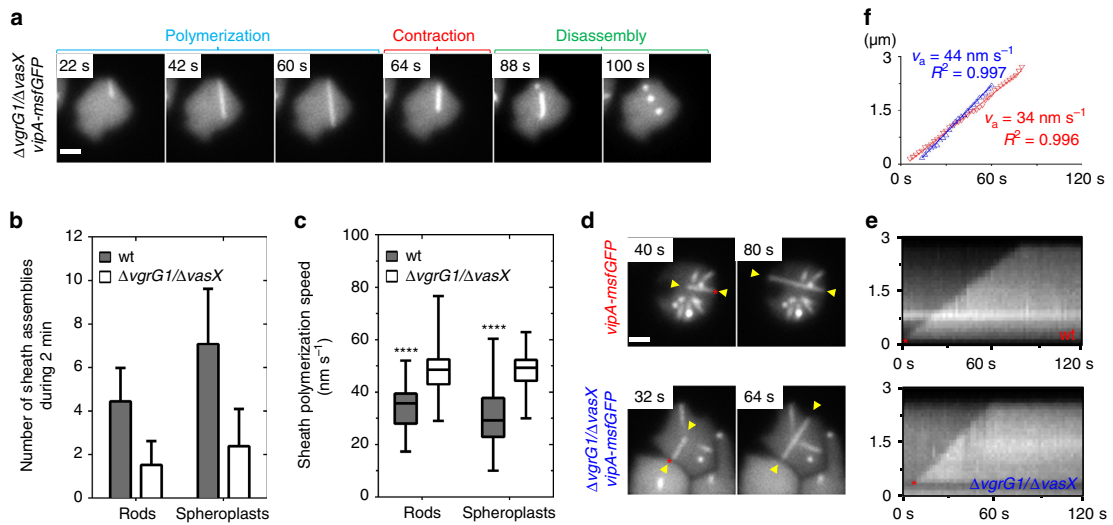 a
Polymerization
Contraction
Disassembly
ΔvgrG1/ΔvasX
vipA-msfGFP
22 s
42 s
60 s
64 s
88 s
100 s
f
(μm)
3
1.5
0
0 s
60 s
120 s
vₐ = 44 nm s⁻¹
R² = 0.997
vₐ = 34 nm s⁻¹
R² = 0.996
b
Number of sheath assemblies
during 2 min
12
10
8
6
4
2
0
wt
ΔvgrG1/ΔvasX
Rods
Spheroplasts
c
Sheath polymerization speed
(nm s⁻¹)
100
80
60
40
20
0
wt
ΔvgrG1/ΔvasX
****
****
Rods
Spheroplasts
d
vipA-msfGFP
40 s
80 s
ΔvgrG1/ΔvasX
vipA-msfGFP
32 s
64 s
e
3
1.5
0
wt
0 s
60 s
120 s
3
1.5
0
ΔvgrG1/ΔvasX
0 s
60 s
120 s